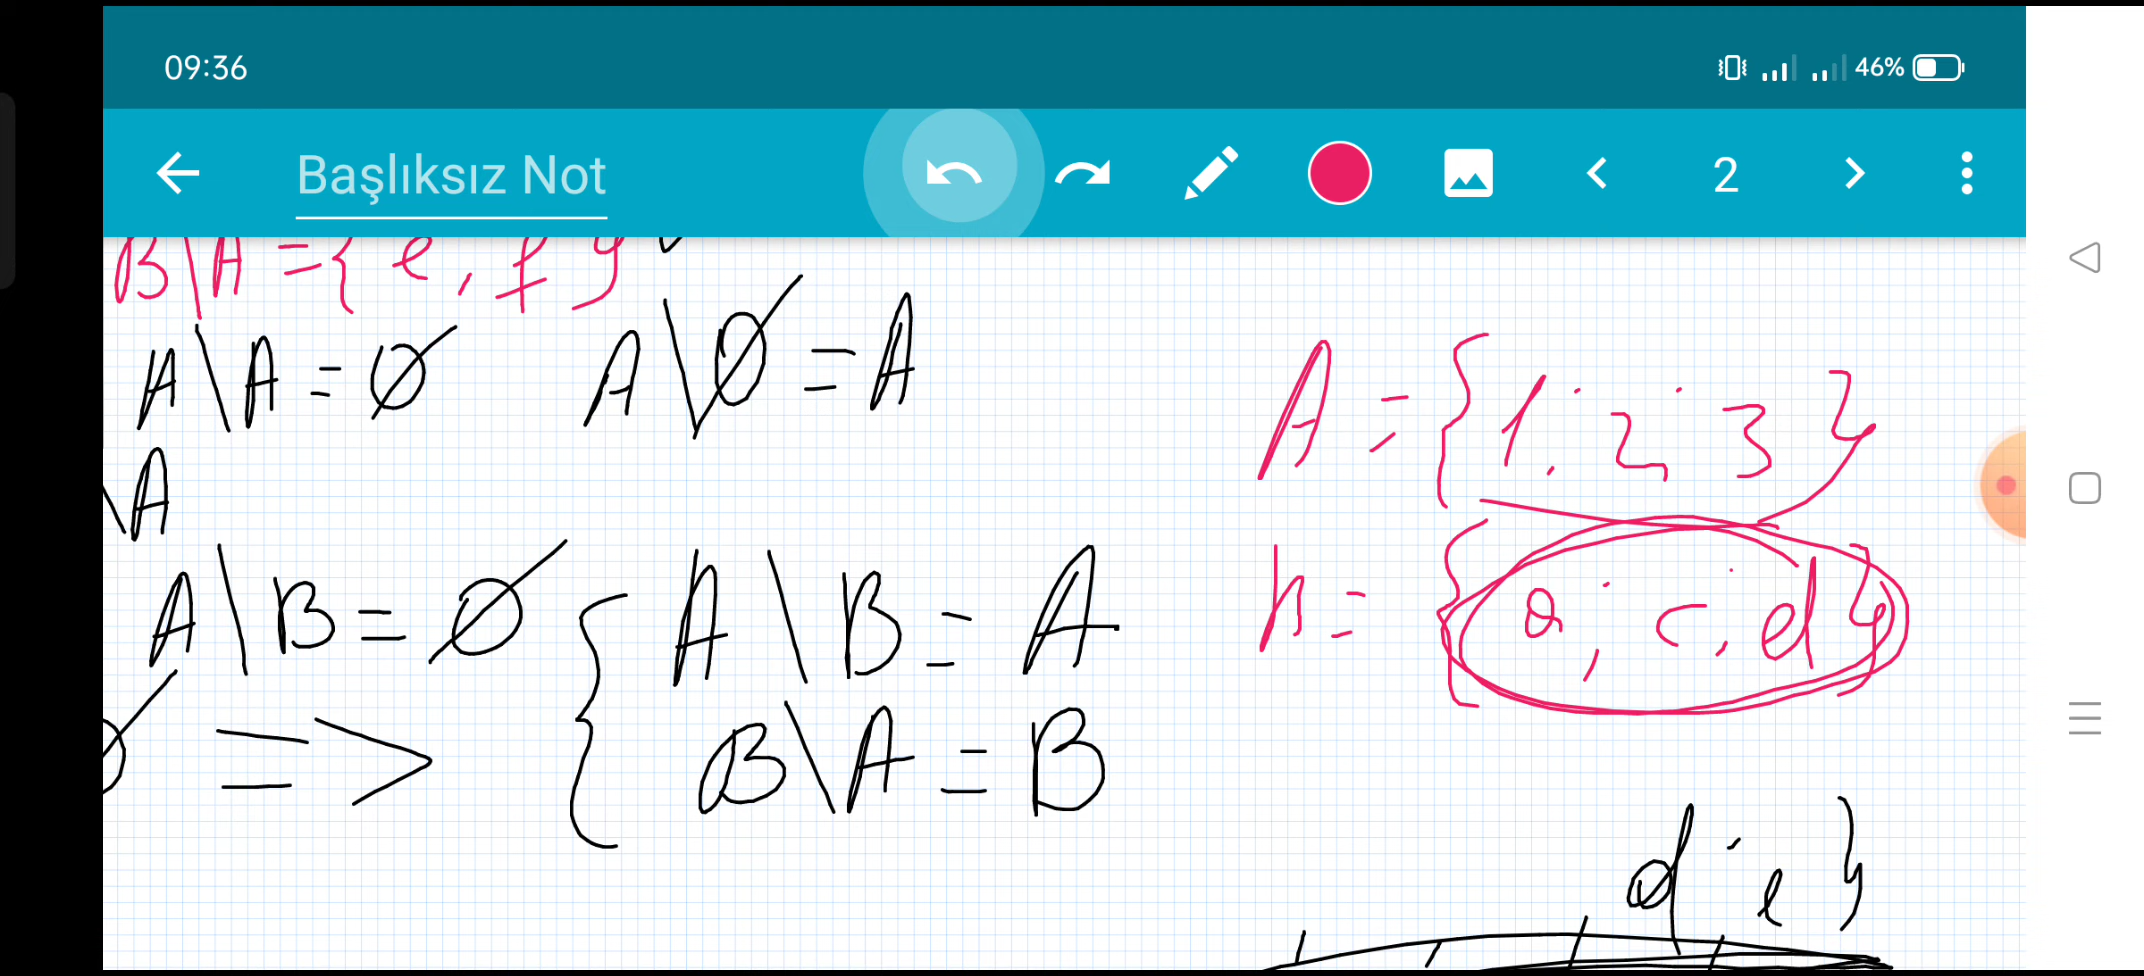 09:36
46%
Başlıksız Not
2
B\A={e, f}
A\A=∅
A\∅=A
\A
A\B=∅
A\B=A
=>
B\A=B
A={1; 2; 3}
h={a; c; d}
d; e}